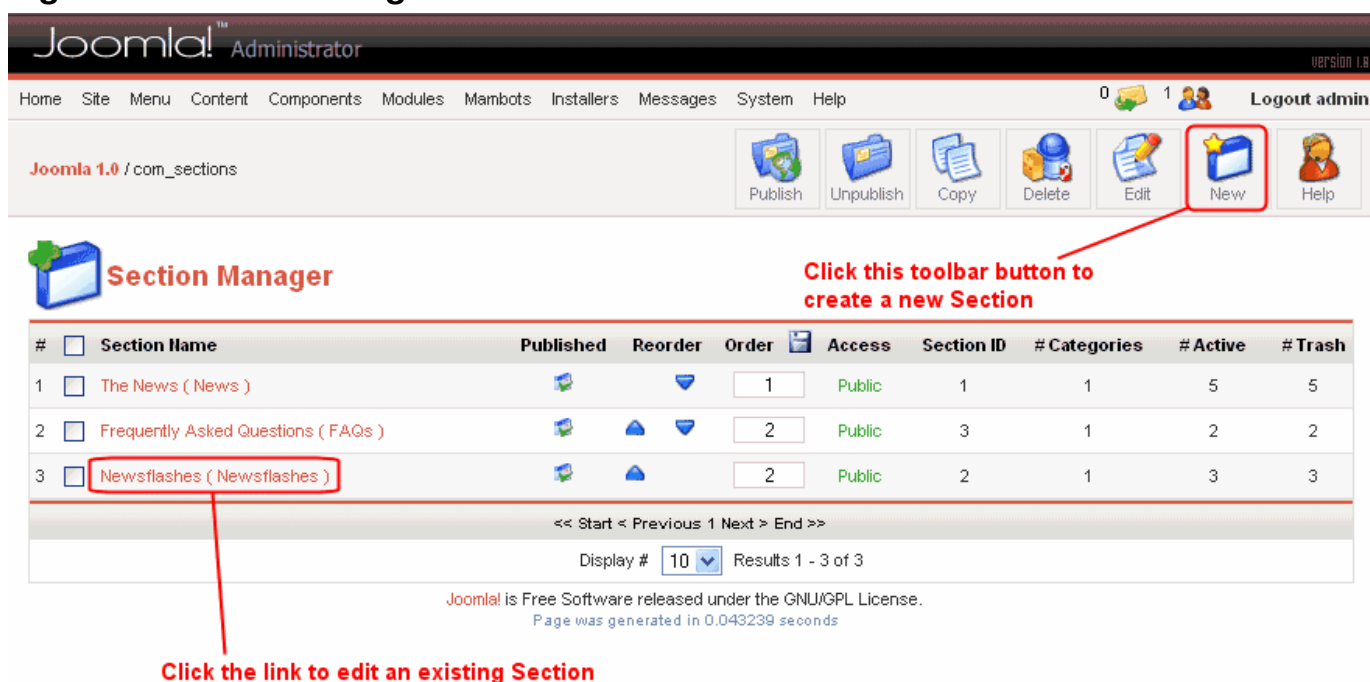 Joomla!™ Administrator
version 1.
Home Site Menu Content Components Modules Mambots Installers Messages System Help 0 1 Logout admin
Joomla 1.0 / com_sections
Publish Unpublish Copy Delete Edit New Help
Section Manager
Click this toolbar button to
create a new Section
# Section Name Published Reorder Order Access Section ID # Categories # Active # Trash
1 The News ( News ) 1 Public 1 1 5 5
2 Frequently Asked Questions ( FAQs ) 2 Public 3 1 2 2
3 Newsflashes ( Newsflashes ) 2 Public 2 1 3 3
<< Start < Previous 1 Next > End >>
Display # 10 Results 1 - 3 of 3
Joomla! is Free Software released under the GNU/GPL License.
Page was generated in 0.043239 seconds
Click the link to edit an existing Section